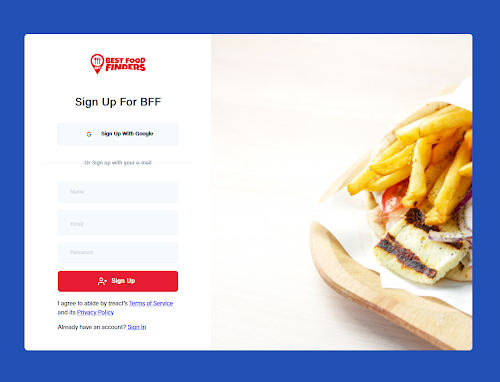 BEST FOOD
FINDERS
Sign Up For BFF
Sign Up With Google
Or Sign up with your e-mail
Name
Email
Password
Sign Up
I agree to abide by treact's Terms of Service
and its Privacy Policy
Already have an account? Sign In